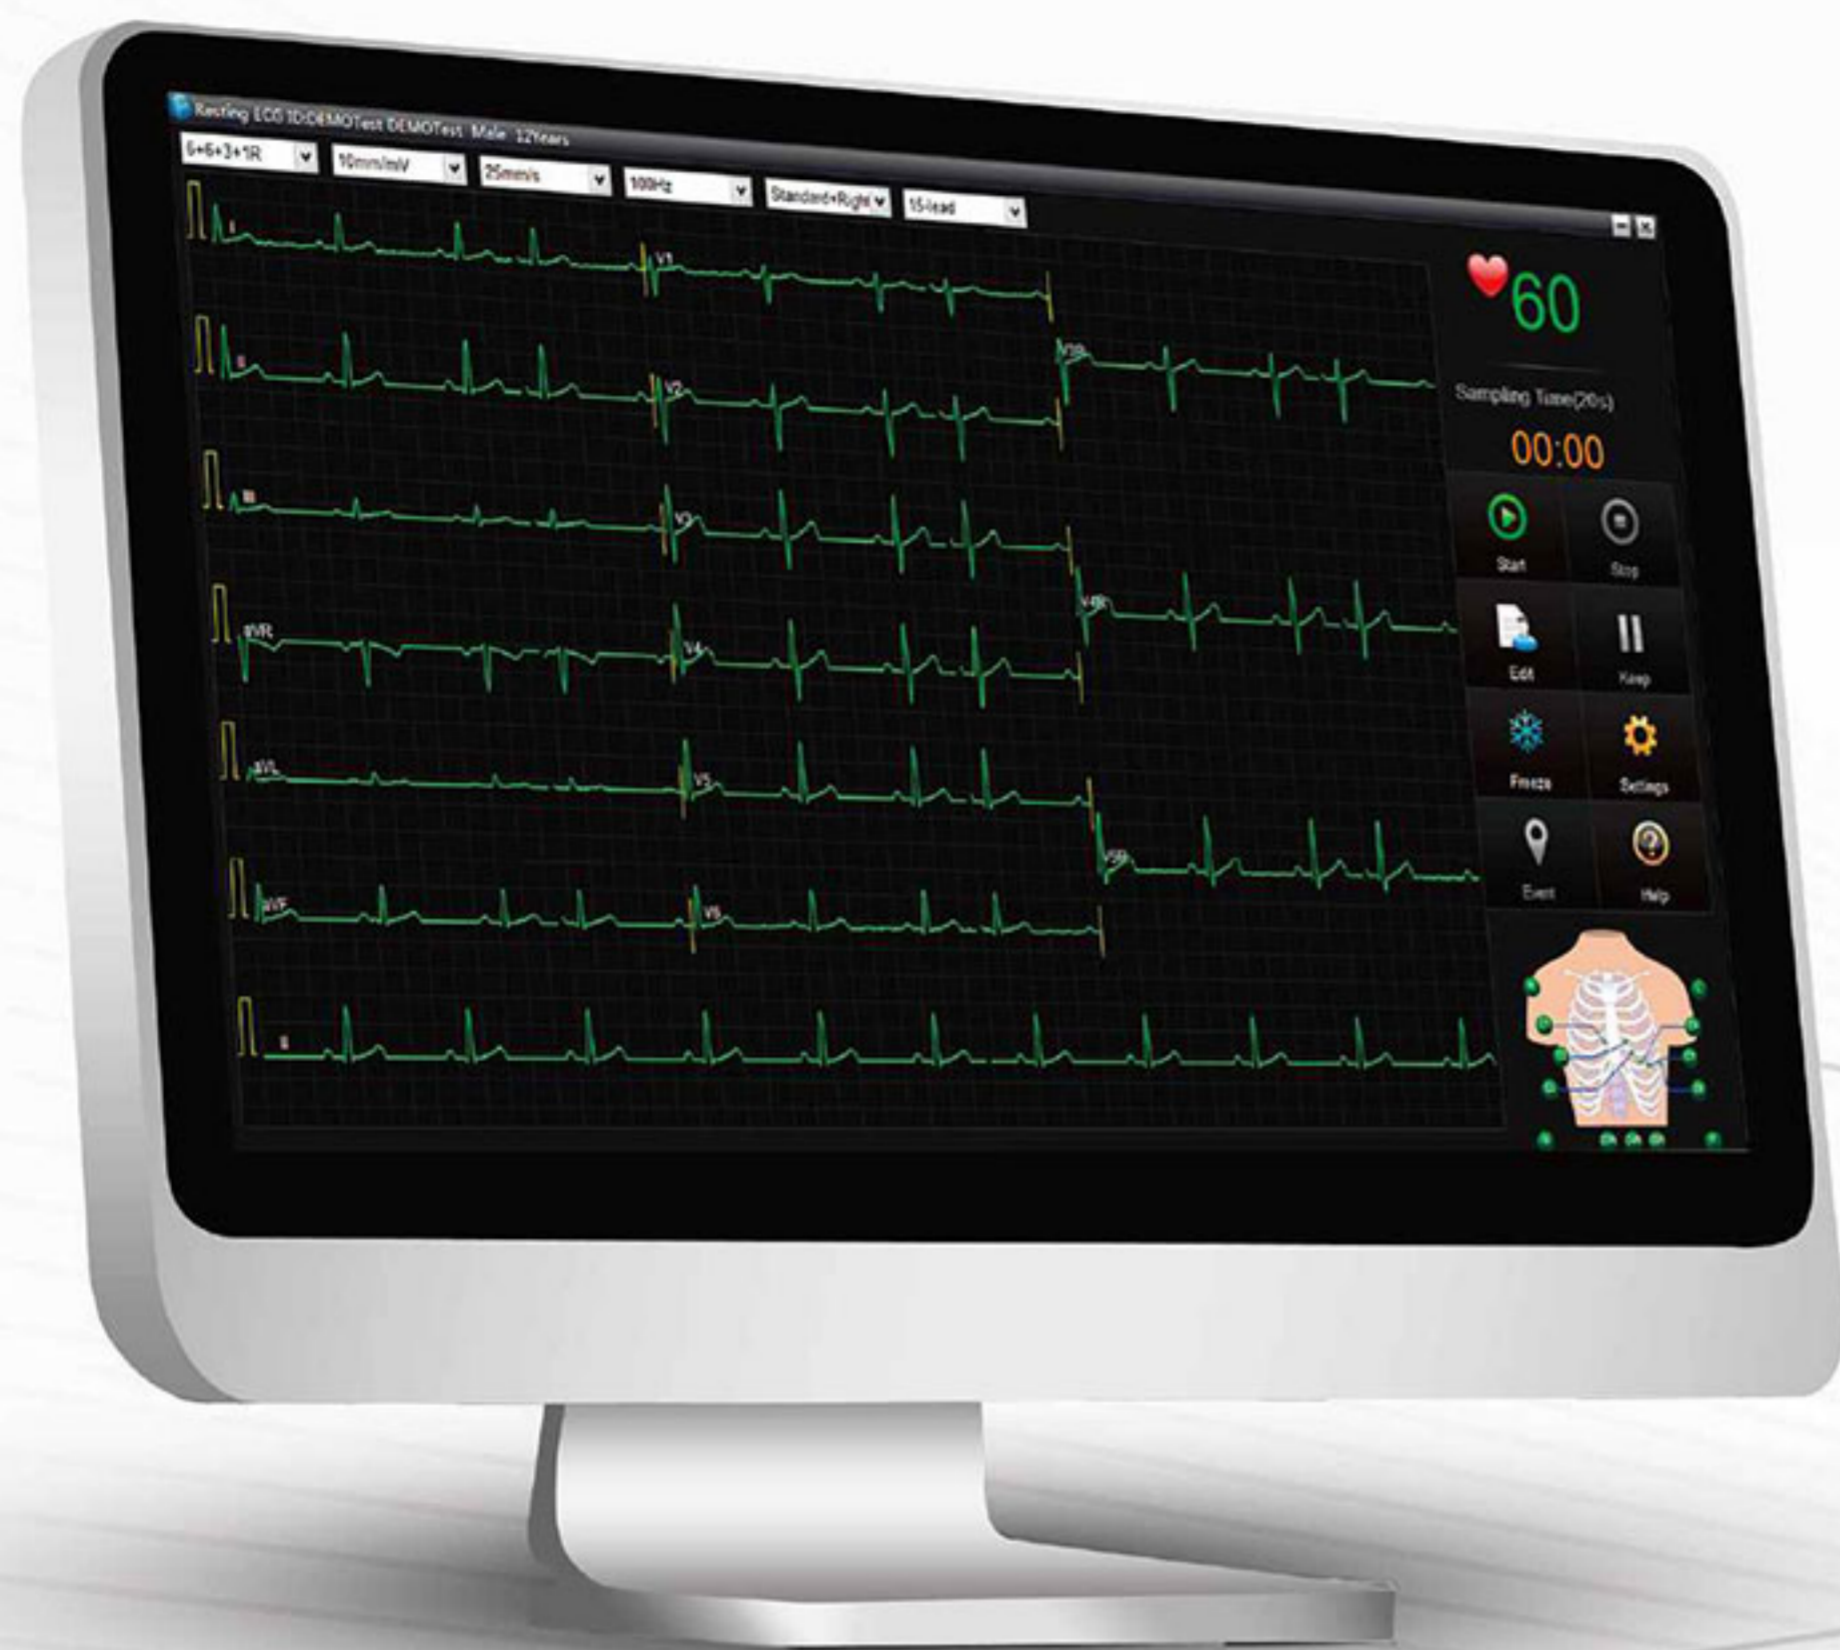 Resting ECG ID:DEMOTest DEMOTest Male 12Years
6+6+3+1R 10mm/mV 25mm/s 100Hz Standard+Right 15-lead
I V1
II V2
III V3
aVR V4
aVL V5
aVF V6
V3R
V4R
V5R
II
60
Sampling Time(20s)
00:00
Start Stop
Edit Keep
Freeze Settings
Event Help